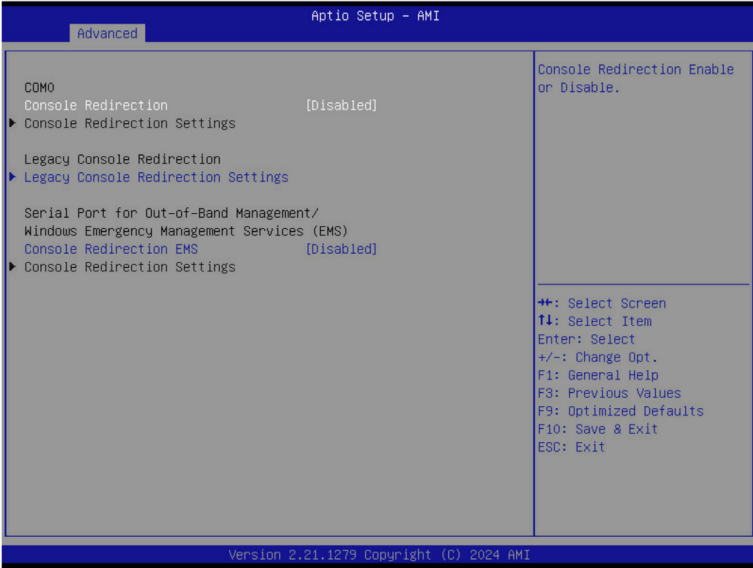 Aptio Setup – AMI
Advanced
COM0
Console Redirection [Disabled]
Console Redirection Settings
Legacy Console Redirection
Legacy Console Redirection Settings
Serial Port for Out-of-Band Management/
Windows Emergency Management Services (EMS)
Console Redirection EMS [Disabled]
Console Redirection Settings
Console Redirection Enable
or Disable.
→←: Select Screen
↑↓: Select Item
Enter: Select
+/-: Change Opt.
F1: General Help
F3: Previous Values
F9: Optimized Defaults
F10: Save & Exit
ESC: Exit
Version 2.21.1279 Copyright (C) 2024 AMI